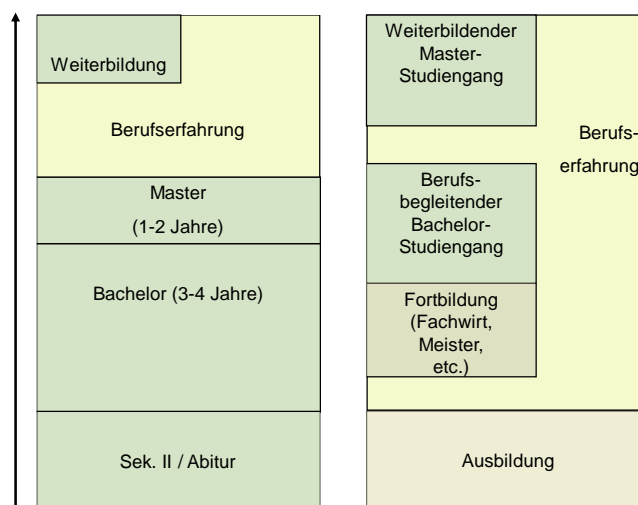 Weiterbildung
Berufserfahrung
Master
(1-2 Jahre)
Bachelor (3-4 Jahre)
Sek. II / Abitur
Weiterbildender
Master-
Studiengang
Berufs-
erfahrung
Berufs-
begleitender
Bachelor-
Studiengang
Fortbildung
(Fachwirt,
Meister,
etc.)
Ausbildung